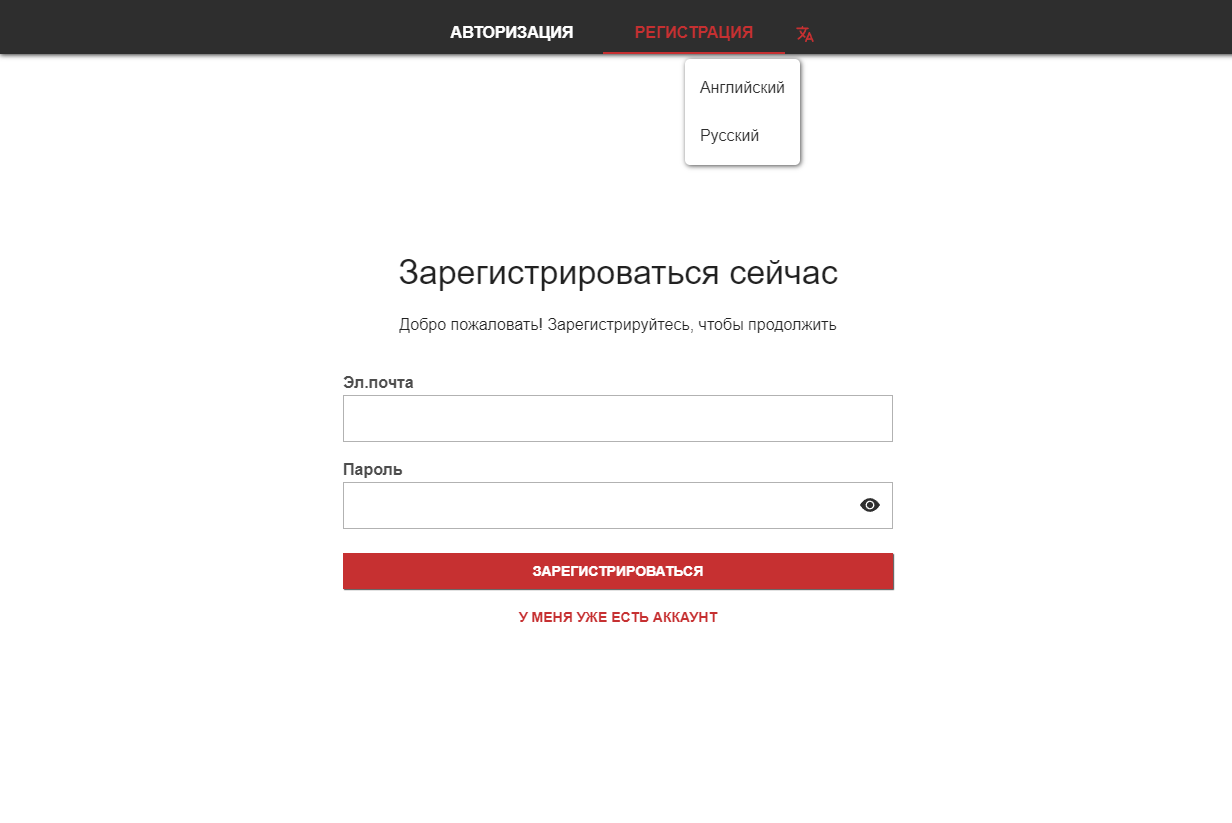 АВТОРИЗАЦИЯ РЕГИСТРАЦИЯ
Английский
Русский
Зарегистрироваться сейчас
Добро пожаловать! Зарегистрируйтесь, чтобы продолжить
Эл.почта
Пароль
ЗАРЕГИСТРИРОВАТЬСЯ
У МЕНЯ УЖЕ ЕСТЬ АККАУНТ